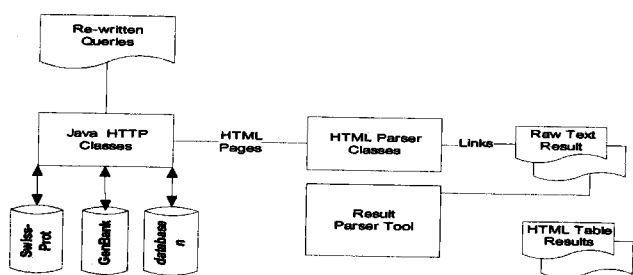 Re-written
Queries
Java HTTP
Classes
HTML
Pages
HTML Parser
Classes
Links
Raw Text
Result
Result
Parser Tool
Swiss-
Prot
GenBank
database
n
HTML Table
Results